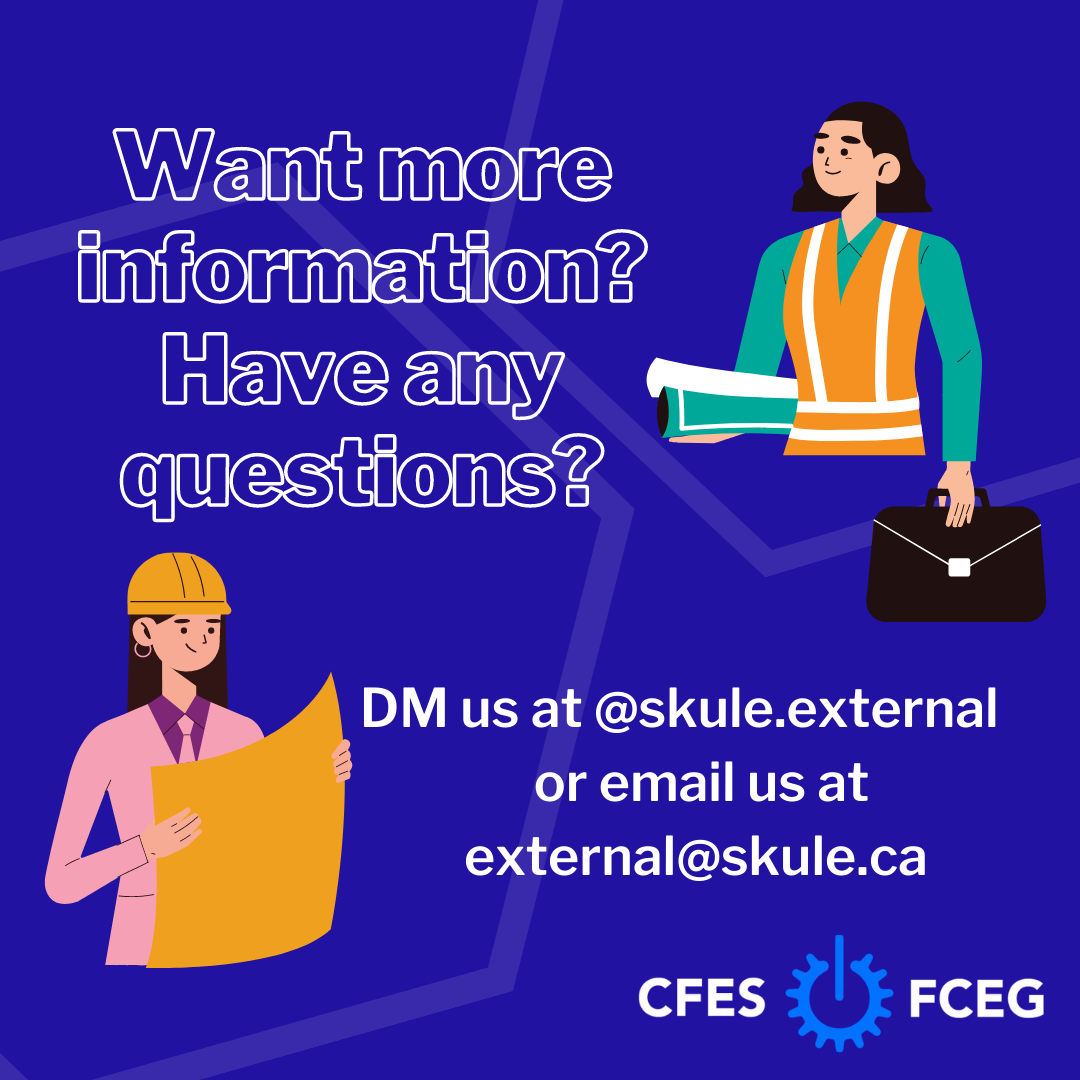 Want more
information?
Have any
questions?
DM us at @skule.external
or email us at
external@skule.ca
CFES FCEG